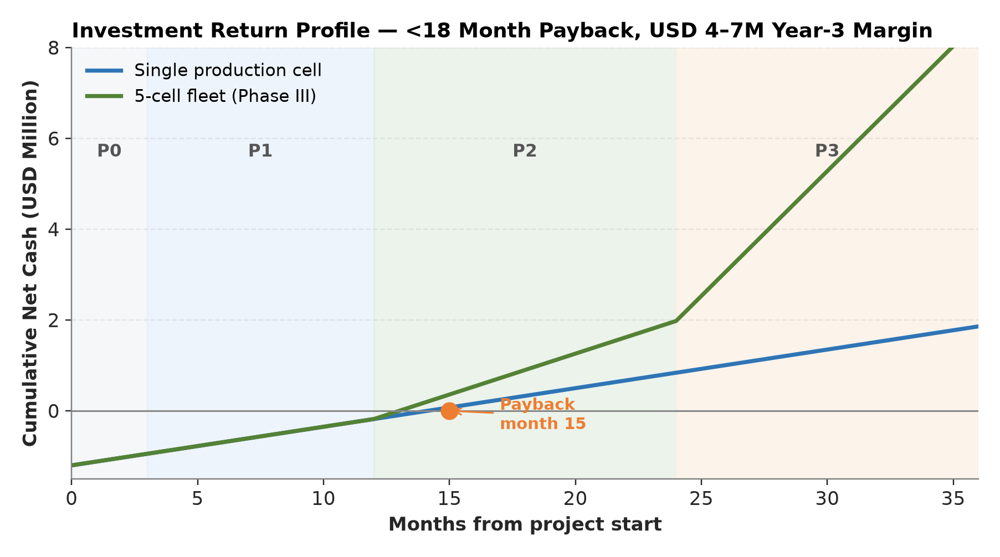 Investment Return Profile — <18 Month Payback, USD 4–7M Year-3 Margin
Cumulative Net Cash (USD Million)
8
6
4
2
0
Single production cell
5-cell fleet (Phase III)
P0
P1
P2
P3
Payback
month 15
0
5
10
15
20
25
30
35
Months from project start